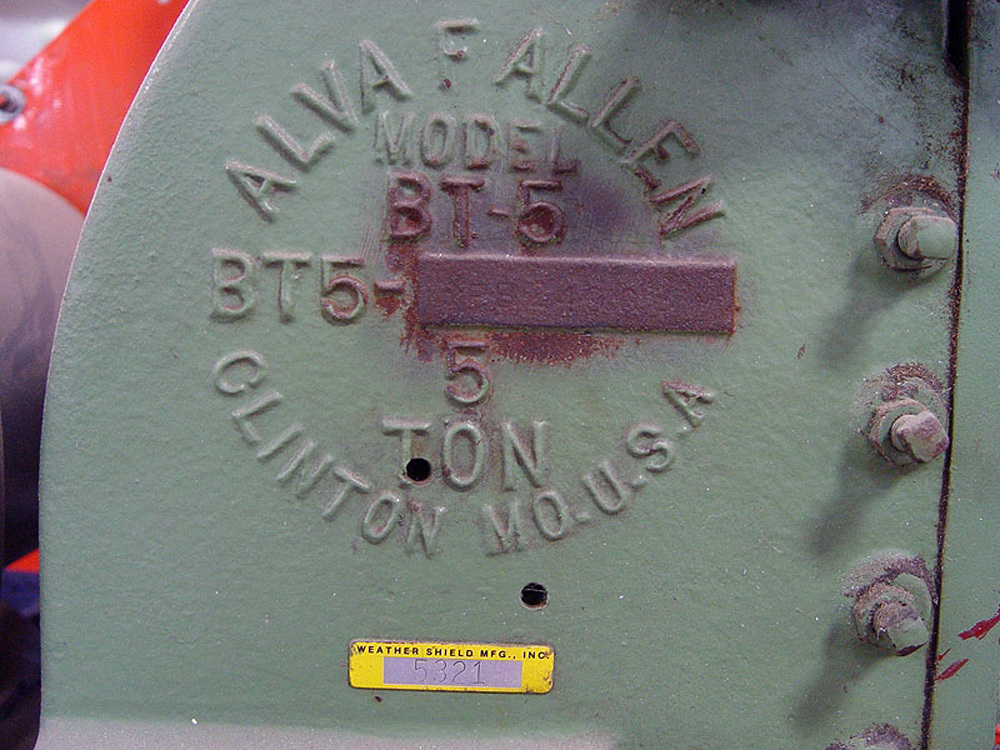 ALVA F ALLEN
MODEL
BT-5
BT5-
5
TON
CLINTON MO. U.S.A
WEATHER SHIELD MFG., INC.
5321